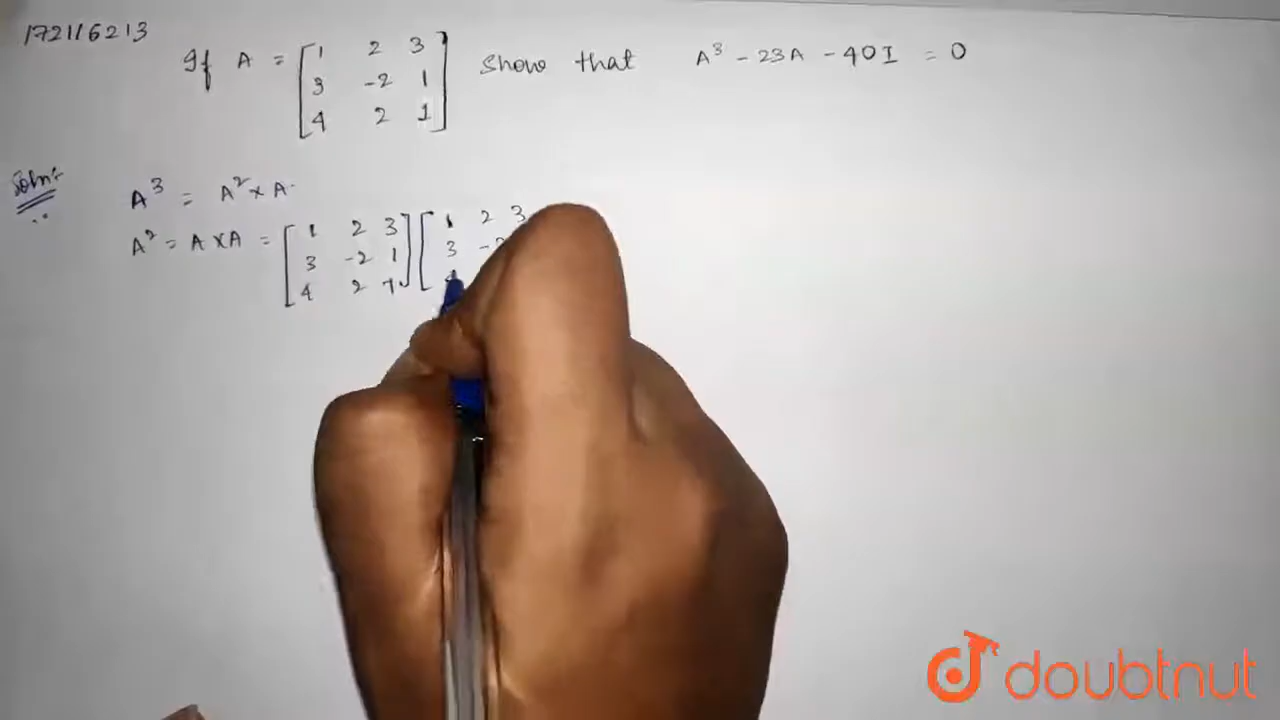 172116213
If A = [1 2 3 3 -2 1 4 2 1] Show that A³ - 23A - 40I = 0
Soln:-
A³ = A² x A.
A² = A x A = [1 2 3 3 -2 1 4 2 1] [1 2 3 3
doubtnut